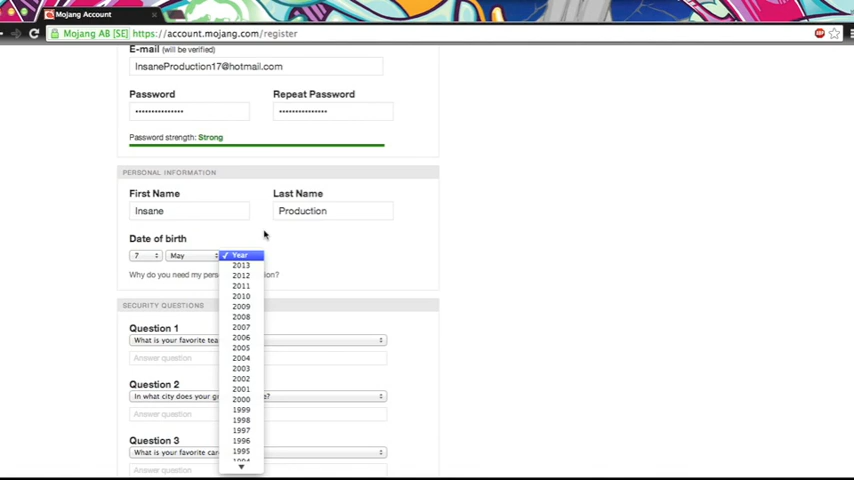 Mojang Account
Mojang AB [SE] https://account.mojang.com/register
E-mail (will be verified)
InsaneProduction17@hotmail.com
Password Repeat Password
••••••••••••••• •••••••••••••••
Password strength: Strong
PERSONAL INFORMATION
First Name Last Name
Insane Production
Date of birth
7 May ✓ Year
2013
2012
2011
2010
2009
2008
2007
2006
2005
2004
2003
2002
2001
2000
1999
1998
1997
1996
1995
Why do you need my pers ion?
SECURITY QUESTIONS
Question 1
What is your favorite tea
Answer question
Question 2
In what city does your g e?
Answer question
Question 3
What is your favorite car
Answer question